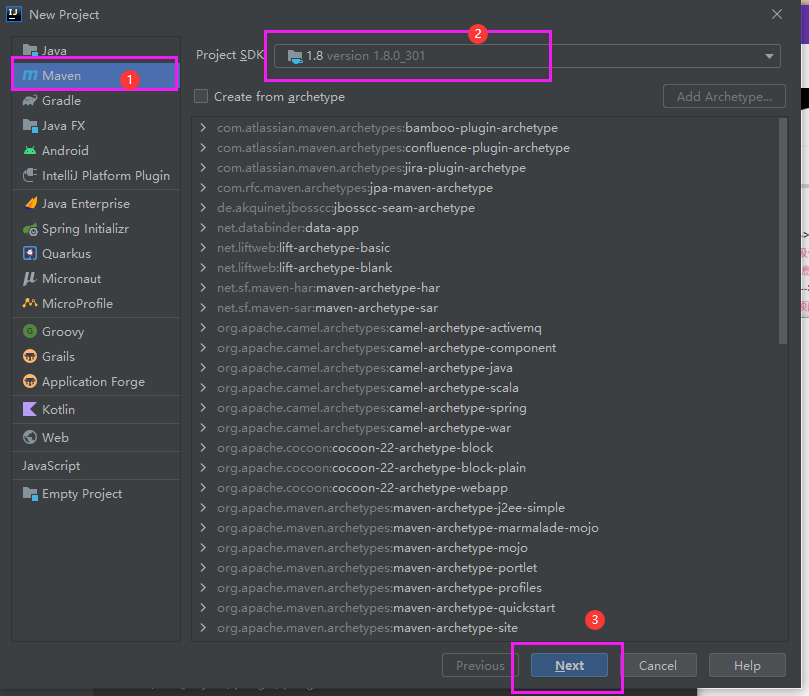 New Project
Java
Maven
1
Gradle
Java FX
Android
IntelliJ Platform Plugin
Java Enterprise
Spring Initializr
Quarkus
Micronaut
MicroProfile
Groovy
Grails
Application Forge
Kotlin
Web
JavaScript
Empty Project
2
Project SDK
1.8 version 1.8.0_301
Create from archetype
Add Archetype...
com.atlassian.maven.archetypes:bamboo-plugin-archetype
com.atlassian.maven.archetypes:confluence-plugin-archetype
com.atlassian.maven.archetypes:jira-plugin-archetype
com.rfc.maven.archetypes:jpa-maven-archetype
de.akquinet.jbosscc:jbosscc-seam-archetype
net.databinder:data-app
net.liftweb:lift-archetype-basic
net.liftweb:lift-archetype-blank
net.sf.maven-har:maven-archetype-har
net.sf.maven-sar:maven-archetype-sar
org.apache.camel.archetypes:camel-archetype-activemq
org.apache.camel.archetypes:camel-archetype-component
org.apache.camel.archetypes:camel-archetype-java
org.apache.camel.archetypes:camel-archetype-scala
org.apache.camel.archetypes:camel-archetype-spring
org.apache.camel.archetypes:camel-archetype-war
org.apache.cocoon:cocoon-22-archetype-block
org.apache.cocoon:cocoon-22-archetype-block-plain
org.apache.cocoon:cocoon-22-archetype-webapp
org.apache.maven.archetypes:maven-archetype-j2ee-simple
org.apache.maven.archetypes:maven-archetype-marmalade-mojo
org.apache.maven.archetypes:maven-archetype-mojo
org.apache.maven.archetypes:maven-archetype-portlet
org.apache.maven.archetypes:maven-archetype-profiles
org.apache.maven.archetypes:maven-archetype-quickstart
org.apache.maven.archetypes:maven-archetype-site
3
Previous
Next
Cancel
Help